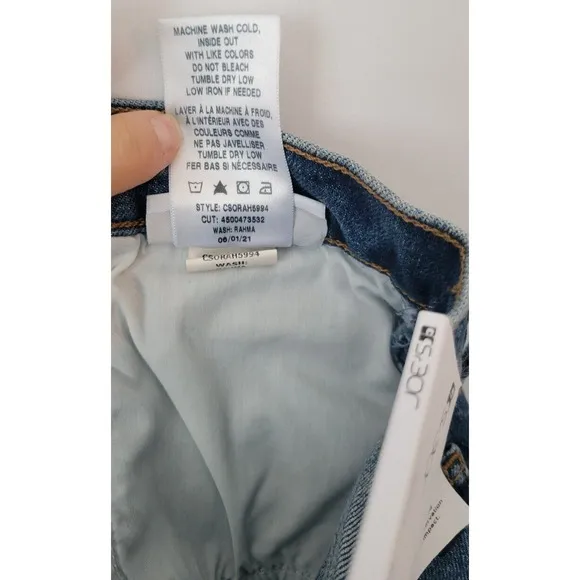 MACHINE WASH COLD,
INSIDE OUT
WITH LIKE COLORS
DO NOT BLEACH
TUMBLE DRY LOW
LOW IRON IF NEEDED
LAVER À LA MACHINE À FROID,
À L'INTÉRIEUR AVEC DES
COULEURS COMME
NE PAS JAVELLISER
TUMBLE DRY LOW
FER BAS SI NÉCESSAIRE
STYLE: CSORAH5994
CUT: 4500473532
WASH: RAHMA
06/01/21
CSORAH5994
WASH:
impact.